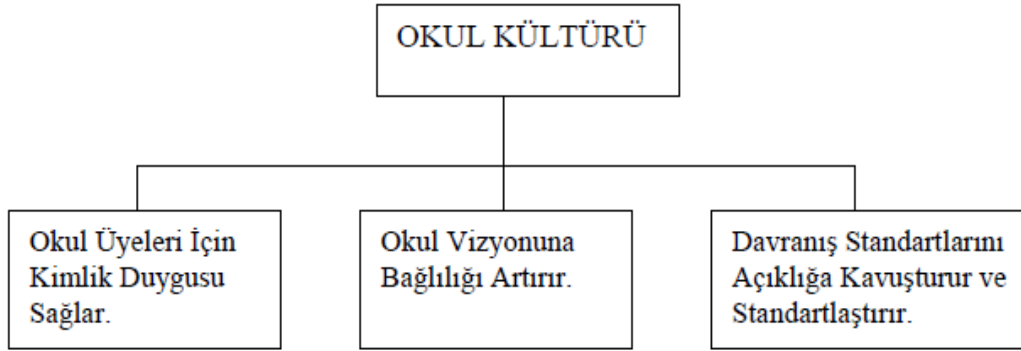 OKUL KÜLTÜRÜ
Okul Üyeleri İçin
Kimlik Duygusu
Sağlar.
Okul Vizyonuna
Bağlılığı Artırır.
Davranış Standartlarını
Açıklığa Kavuşturur ve
Standartlaştırır.